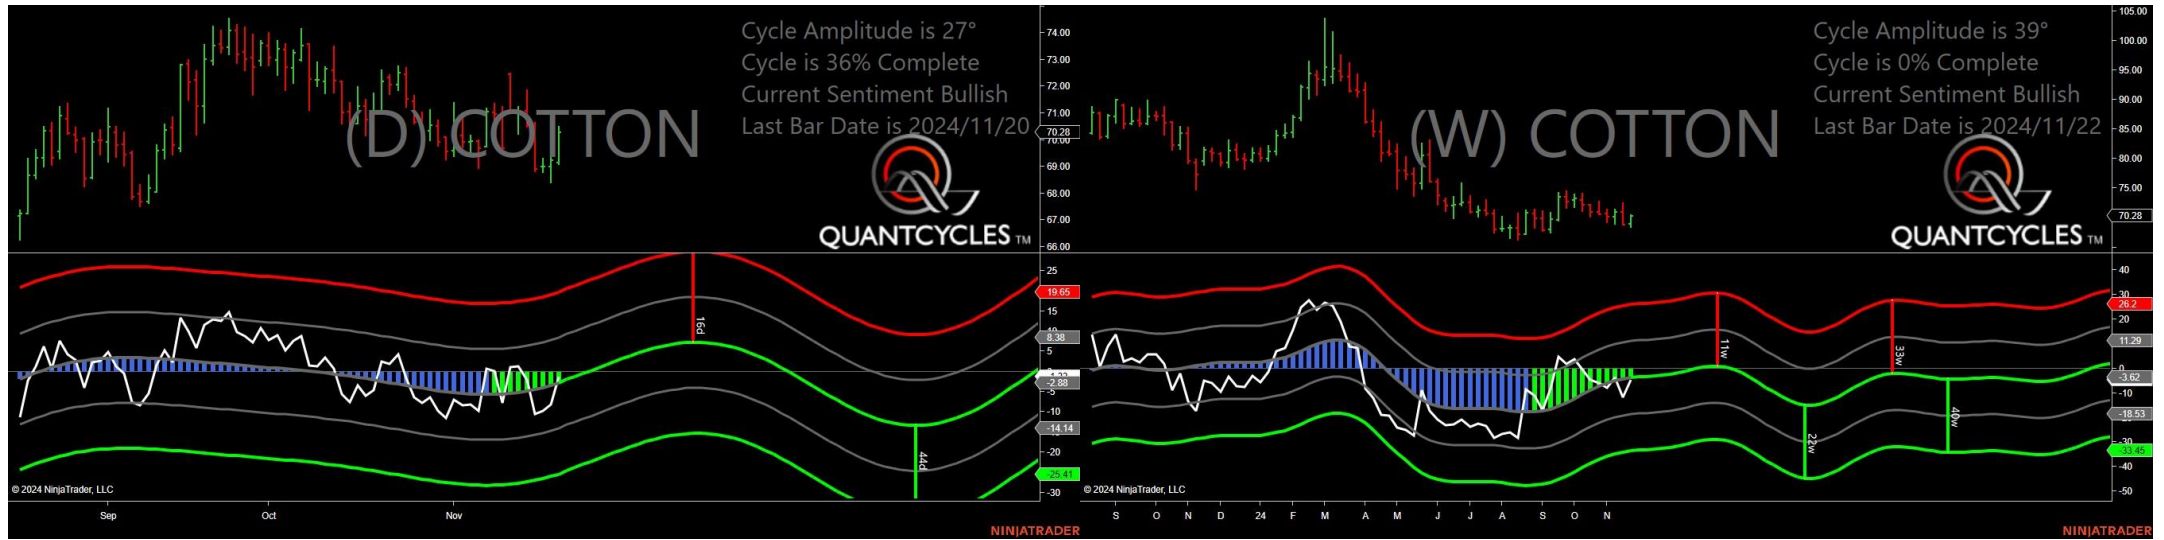 Cycle Amplitude is 27°
Cycle is 36% Complete
Current Sentiment Bullish
Last Bar Date is 2024/11/20
(D) COTTON
QUANTCYCLES TM
74.00
73.00
72.00
71.00
70.28
70.00
69.00
68.00
67.00
66.00
25
19.65
15
8.38
5
-2.88
-5
-10
-14.14
-20
-25.41
-30
16d
44d
© 2024 NinjaTrader, LLC
Sep Oct Nov
NINJATRADER
Cycle Amplitude is 39°
Cycle is 0% Complete
Current Sentiment Bullish
Last Bar Date is 2024/11/22
(W) COTTON
QUANTCYCLES TM
105.00
100.00
95.00
90.00
85.00
80.00
75.00
70.28
40
30
26.2
20
11.29
0
-3.62
-10
-18.53
-30
-33.45
-40
-50
11w
22w
33w
40w
© 2024 NinjaTrader, LLC
S O N D 24 F M A M J J A S O N
NINJATRADER